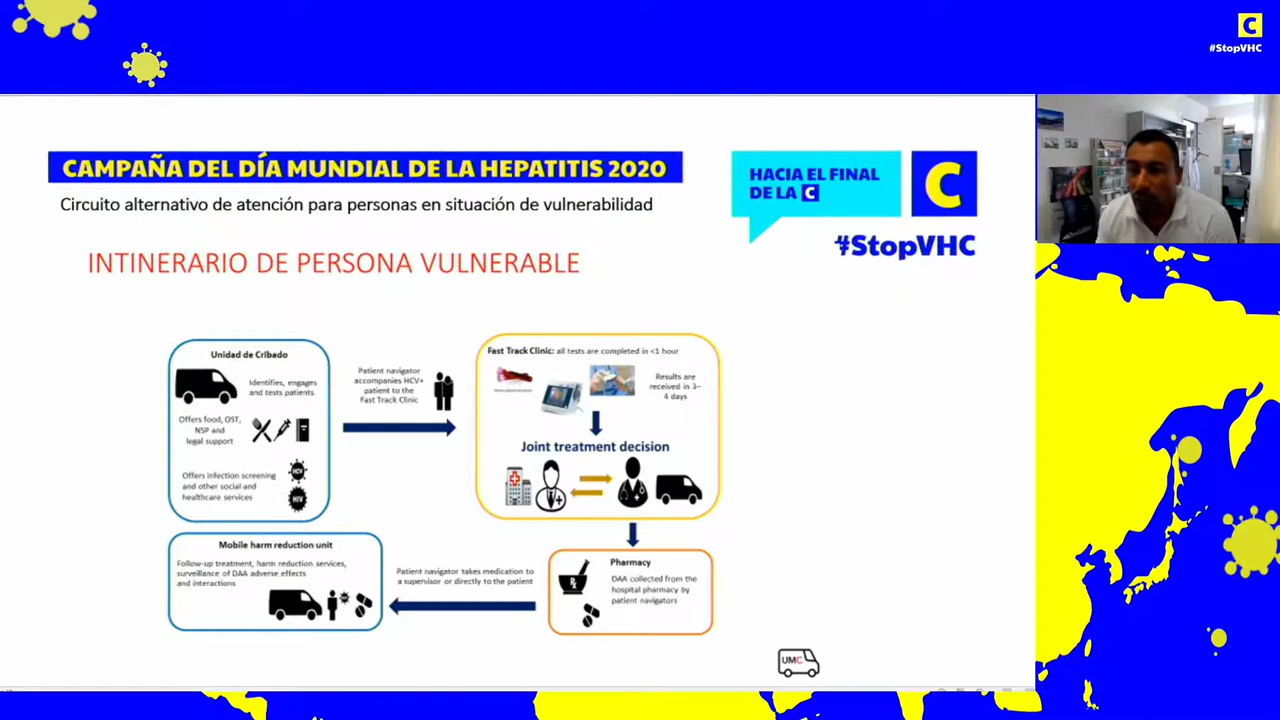 C
#StopVHC
CAMPAÑA DEL DÍA MUNDIAL DE LA HEPATITIS 2020
Circuito alternativo de atención para personas en situación de vulnerabilidad
HACIA EL FINAL
DE LA C
C
#StopVHC
INTINERARIO DE PERSONA VULNERABLE
Unidad de Cribado
Identifies, engages
and tests patients
Offers food, OST,
NSP and
legal support
Offers infection screening
and other social and
healthcare services
HCV
HIV
Patient navigator
accompanies HCV+
patient to the
Fast Track Clinic
Fast Track Clinic: all tests are completed in <1 hour
Results are
received in 3–
4 days
Joint treatment decision
Pharmacy
DAA collected from the
hospital pharmacy by
patient navigators
Patient navigator takes medication to
a supervisor or directly to the patient
Mobile harm reduction unit
Follow-up treatment, harm reduction services,
surveillance of DAA adverse effects
and interactions
UMC